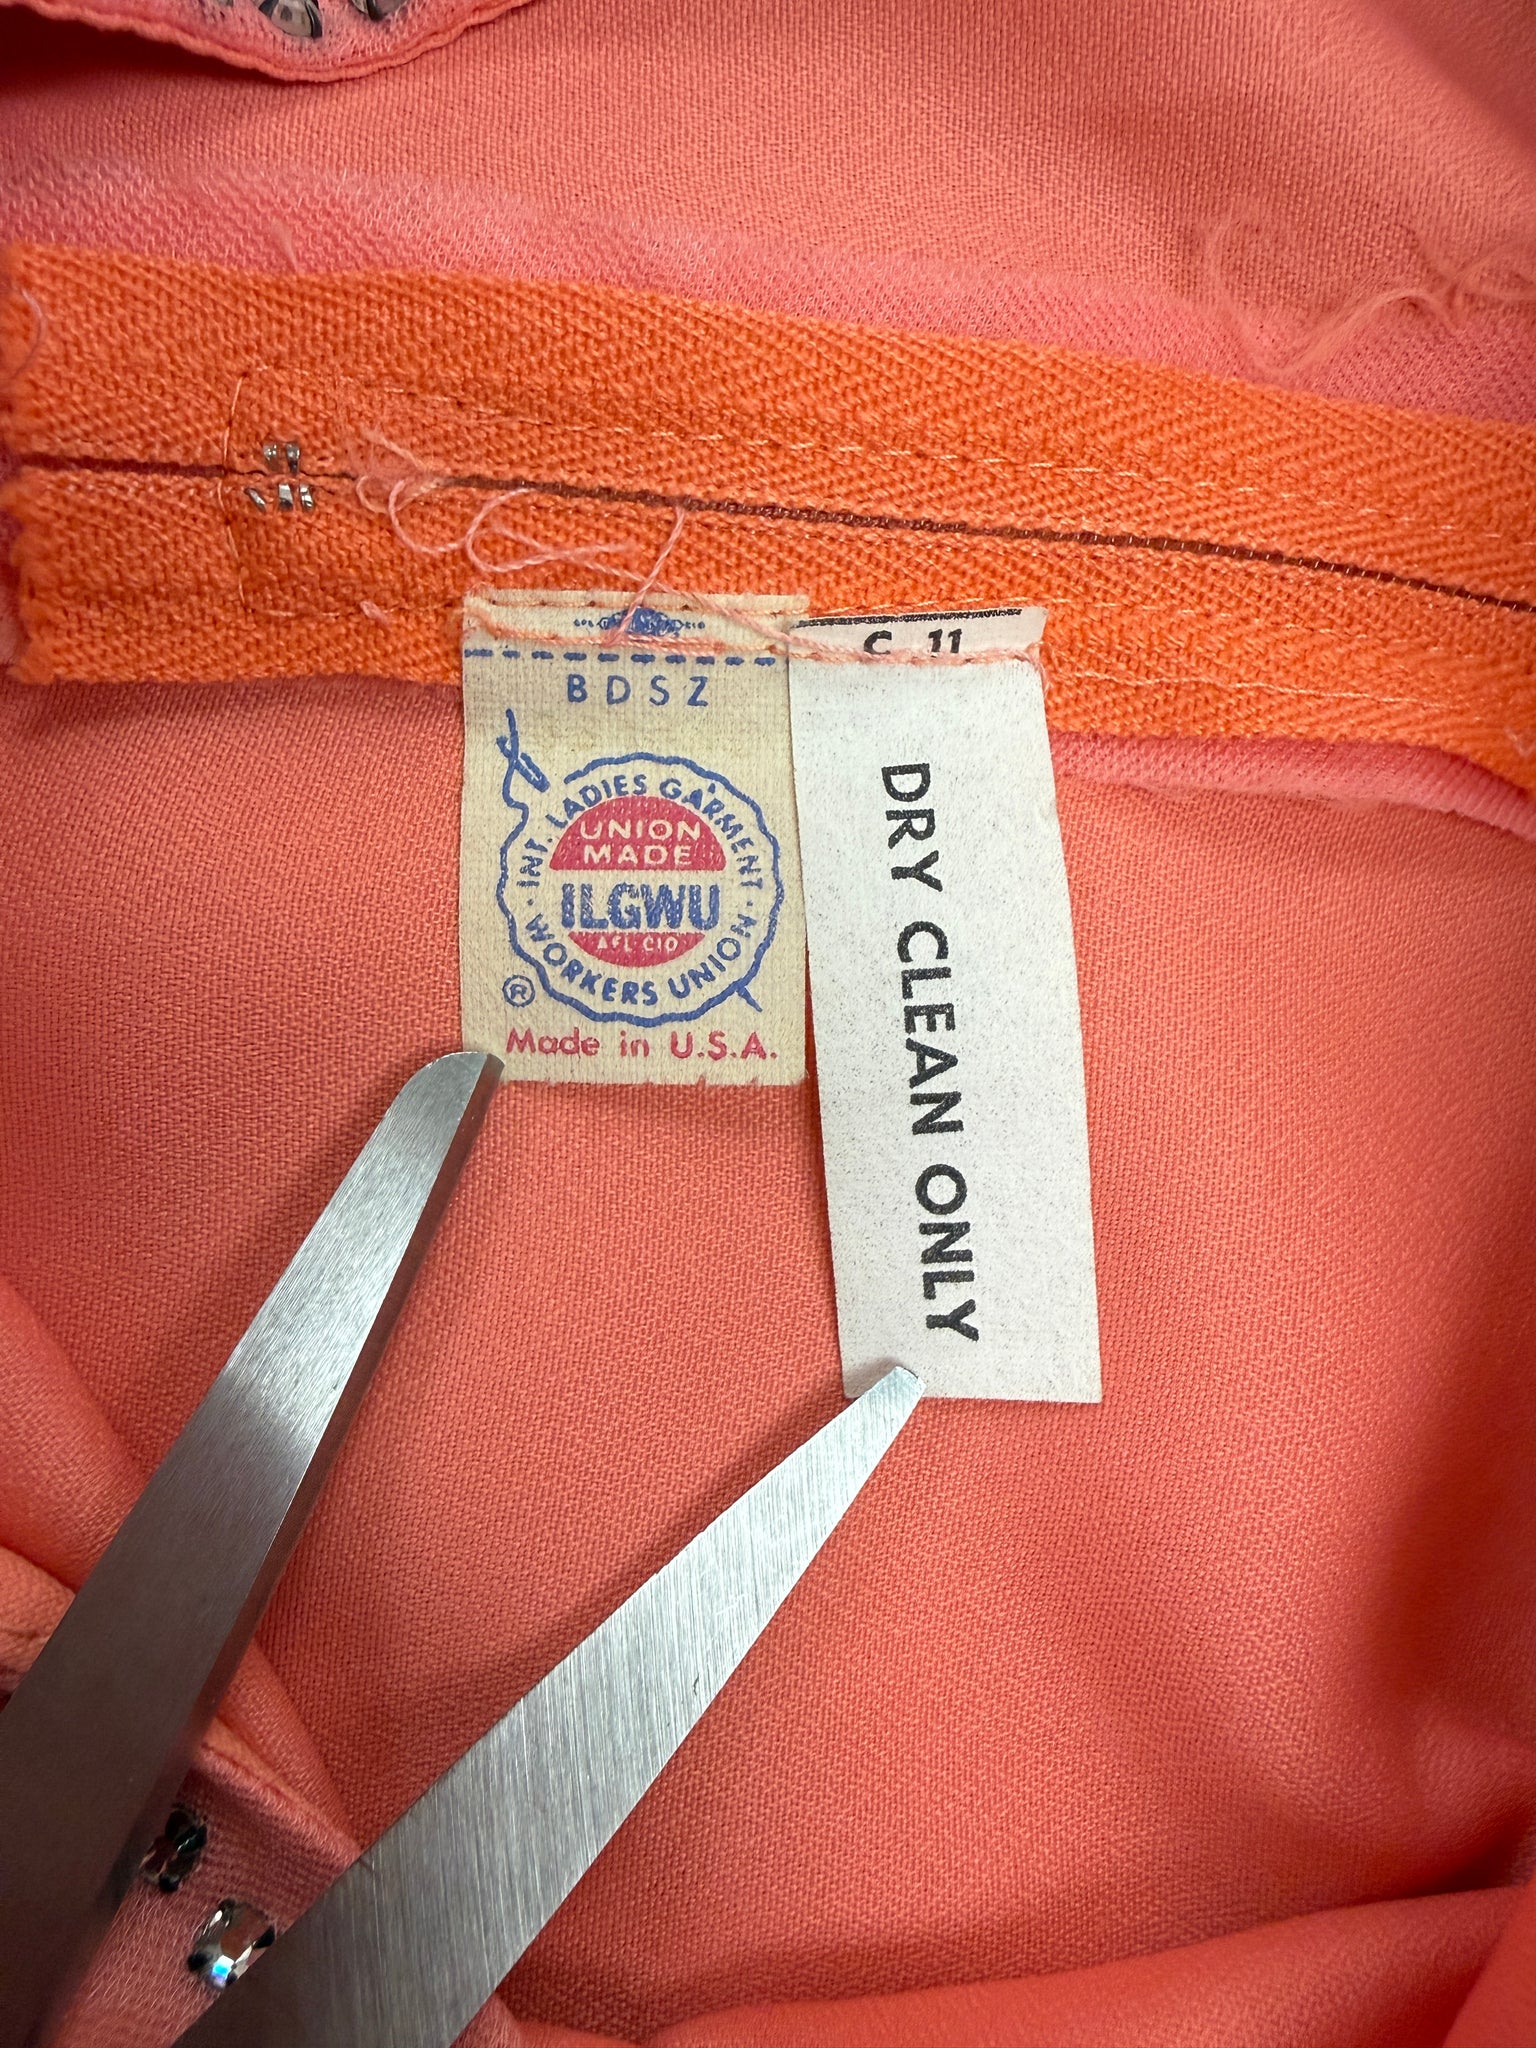 BDSZ
INT. LADIES GARMENT
WORKERS UNION
UNION
MADE
ILGWU
AFL CIO
®
Made in U.S.A.
C 11
DRY CLEAN ONLY